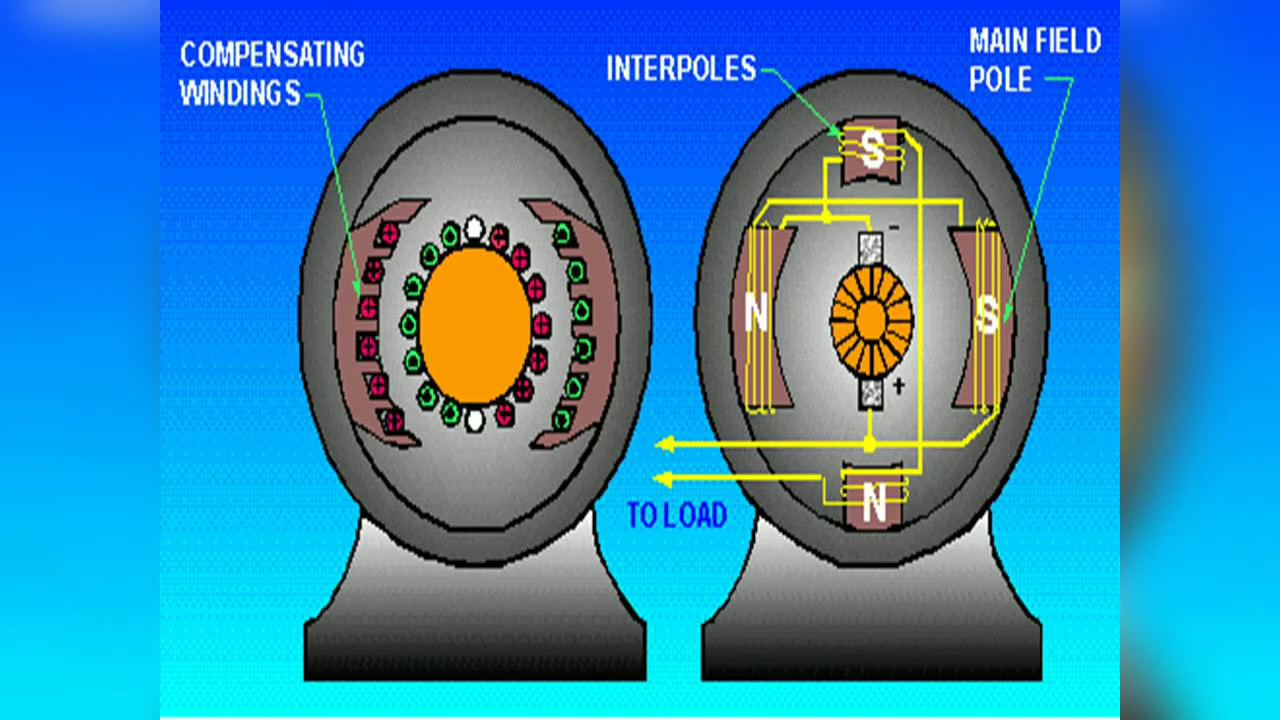 COMPENSATING
WINDINGS
INTERPOLES
MAIN FIELD
POLE
S
-
N
S
+
N
TO LOAD